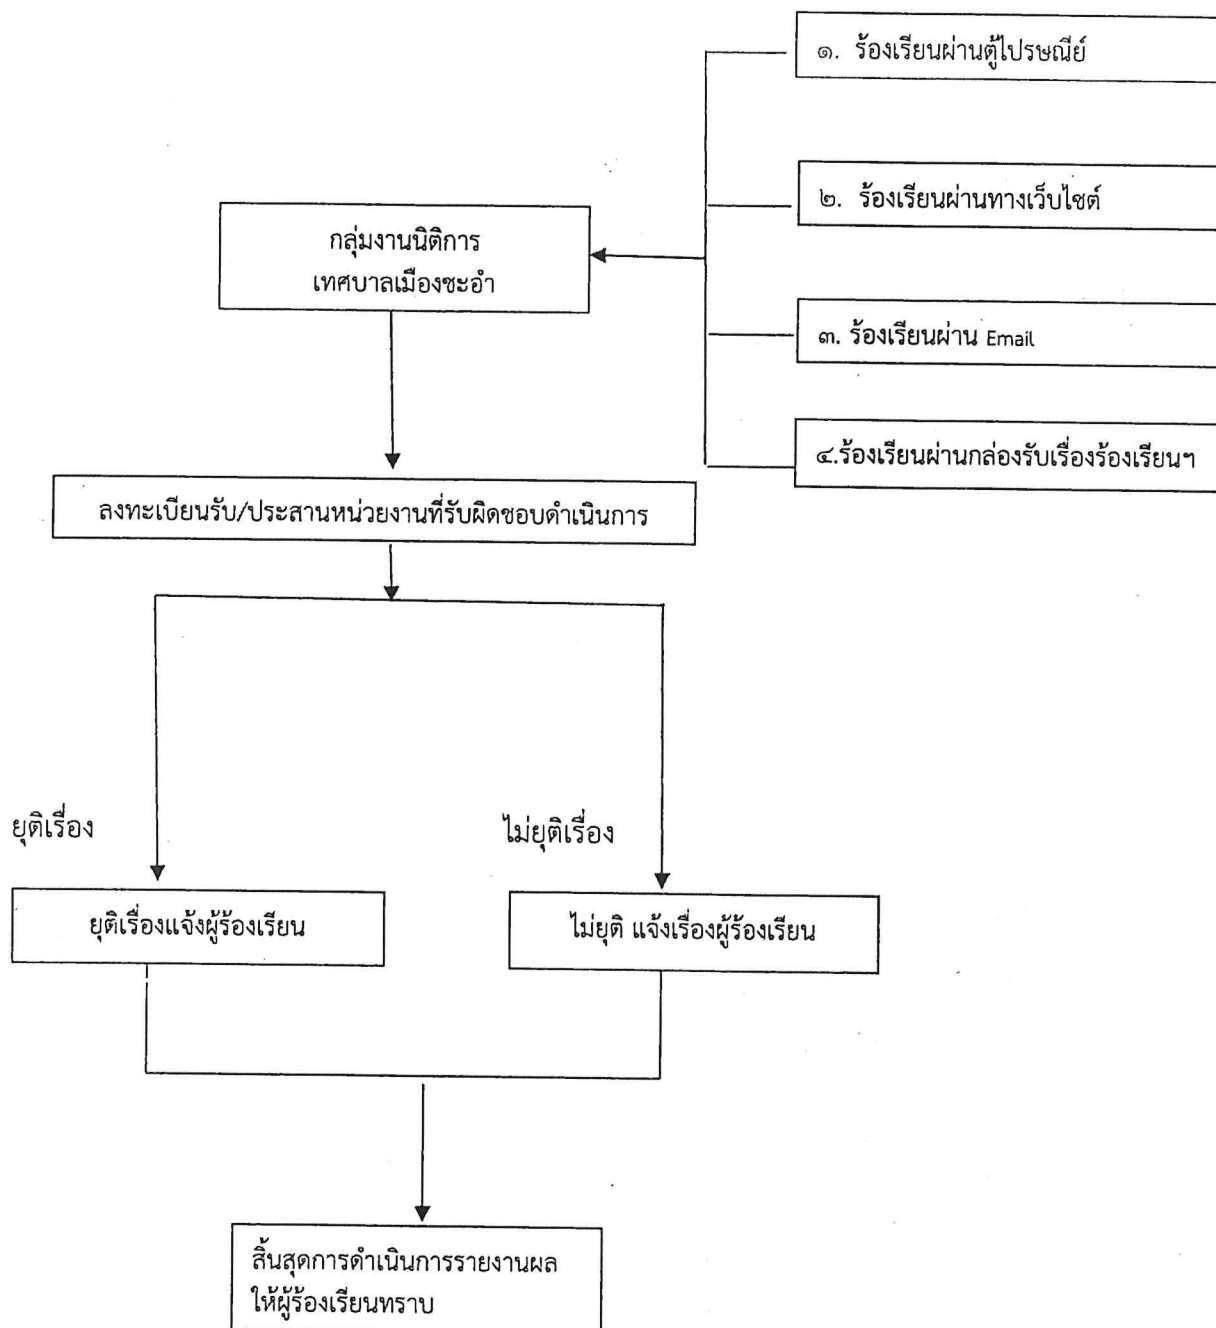 ๑. ร้องเรียนผ่านตู้ไปรษณีย์
๒. ร้องเรียนผ่านทางเว็บไซต์
กลุ่มงานนิติการ
เทศบาลเมืองชะอำ
๓. ร้องเรียนผ่าน Email
๔.ร้องเรียนผ่านกล่องรับเรื่องร้องเรียนฯ
ลงทะเบียนรับ/ประสานหน่วยงานที่รับผิดชอบดำเนินการ
ยุติเรื่อง
ไม่ยุติเรื่อง
ยุติเรื่องแจ้งผู้ร้องเรียน
ไม่ยุติ แจ้งเรื่องผู้ร้องเรียน
สิ้นสุดการดำเนินการรายงานผล
ให้ผู้ร้องเรียนทราบ